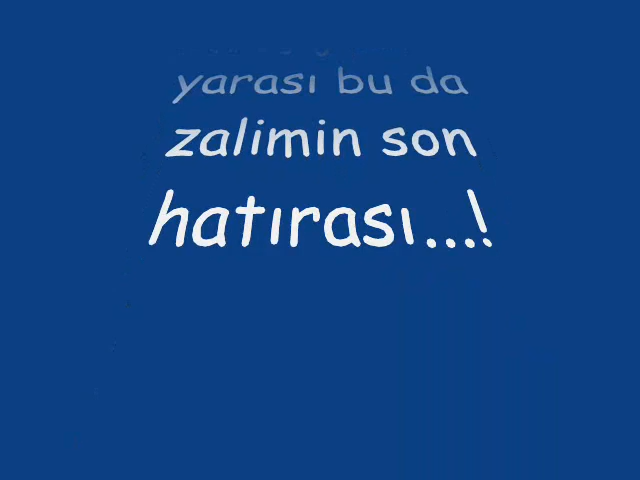 yarası bu da
zalimin son
hatırası...!